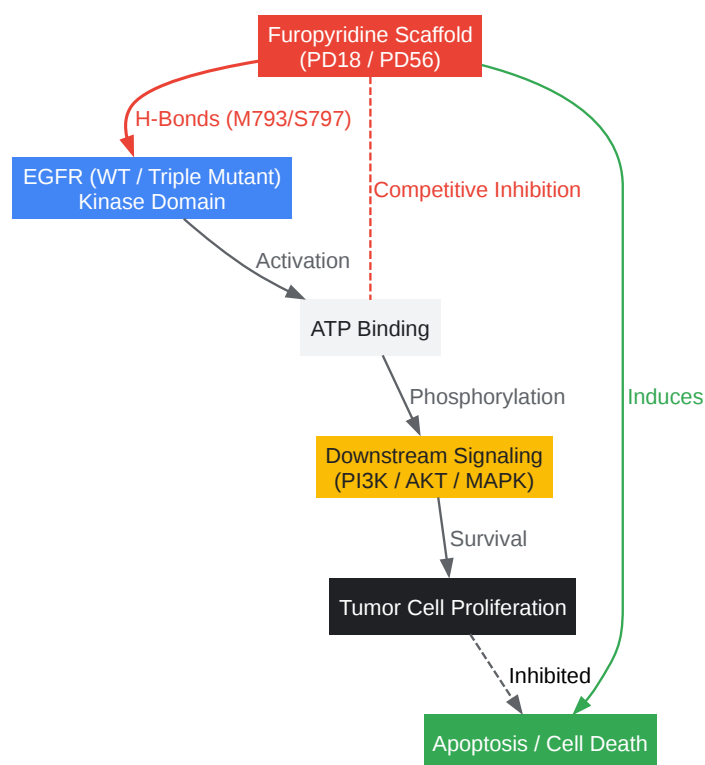 Furopyridine Scaffold
(PD18 / PD56)
H-Bonds (M793/S797)
EGFR (WT / Triple Mutant)
Kinase Domain
Competitive Inhibition
Activation
ATP Binding
Phosphorylation
Induces
Downstream Signaling
(PI3K / AKT / MAPK)
Survival
Tumor Cell Proliferation
Inhibited
Apoptosis / Cell Death